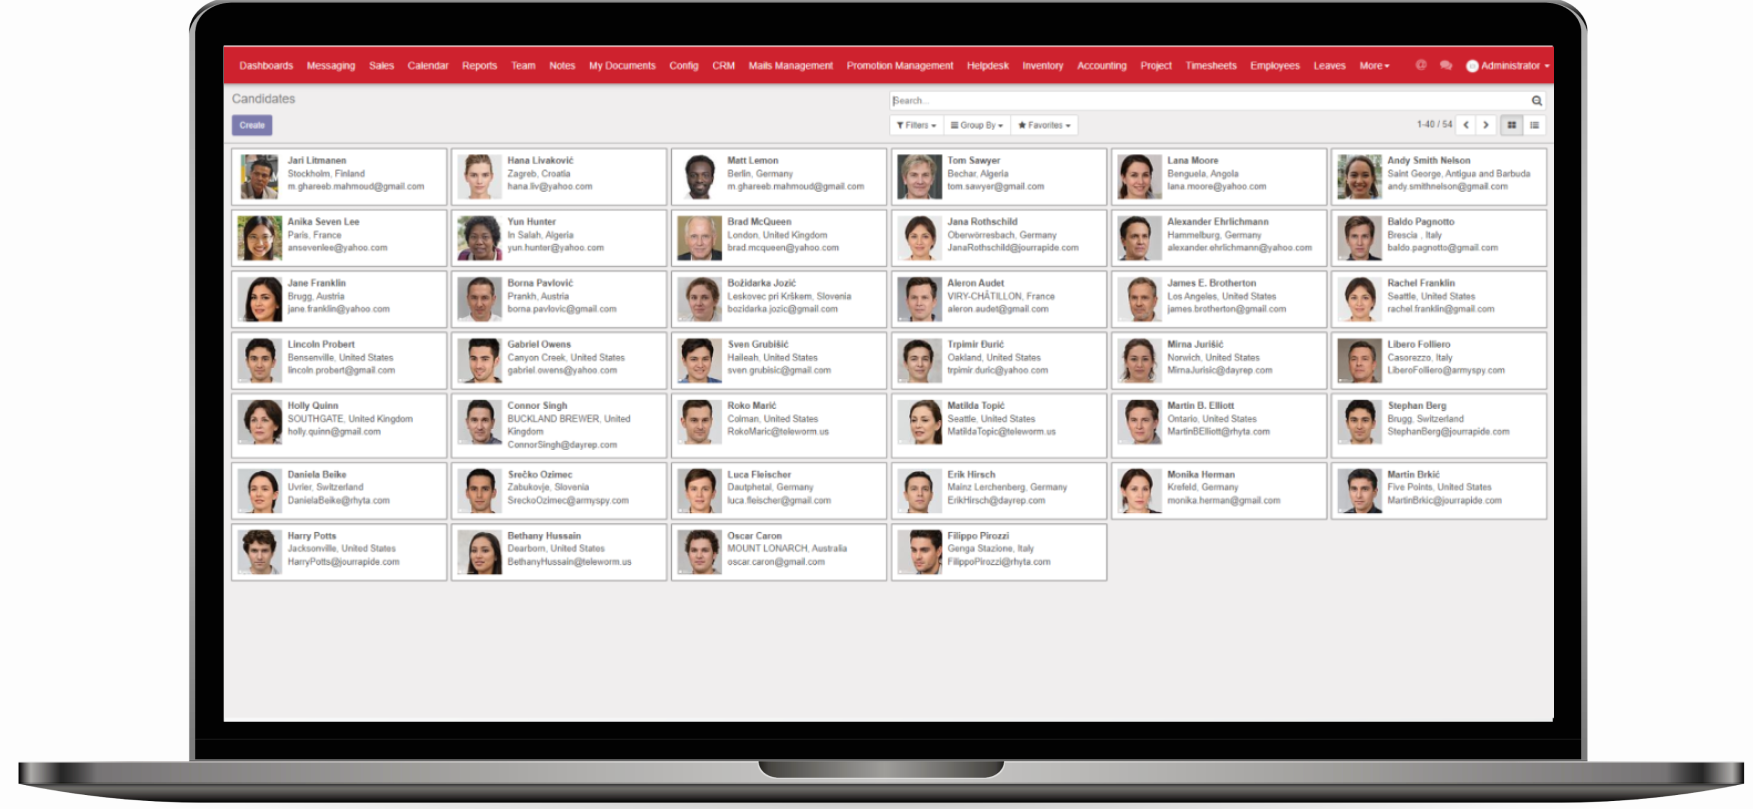 Dashboards Messaging Sales Calendar Reports Team Notes My Documents Config CRM Mails Management Promotion Management Helpdesk Inventory Accounting Project Timesheets Employees Leaves More Administrator
Candidates
Search...
Create
Filters Group By Favorites
1-40 / 54
Jari Litmanen
Stockholm, Finland
m.ghareeb.mahmoud@gmail.com
Hana Livaković
Zagreb, Croatia
hana.liv@yahoo.com
Matt Lemon
Berlin, Germany
m.ghareeb.mahmoud@gmail.com
Tom Sawyer
Bechar, Algeria
tom.sawyer@gmail.com
Lana Moore
Benguela, Angola
lana.moore@yahoo.com
Andy Smith Nelson
Saint George, Antigua and Barbuda
andy.smithnelson@gmail.com
Anika Seven Lee
Paris, France
ansevenlee@yahoo.com
Yun Hunter
In Salah, Algeria
yun.hunter@yahoo.com
Brad McQueen
London, United Kingdom
brad.mcqueen@yahoo.com
Jana Rothschild
Oberwörresbach, Germany
JanaRothschild@jourrapide.com
Alexander Ehrlichmann
Hammelburg, Germany
alexander.ehrlichmann@yahoo.com
Baldo Pagnotto
Brescia , Italy
baldo.pagnotto@gmail.com
Jane Franklin
Brugg, Austria
jane.franklin@yahoo.com
Borna Pavlović
Prankh, Austria
borna.pavlovic@gmail.com
Božidarka Jozić
Leskovec pri Krškem, Slovenia
bozidarka.jozic@gmail.com
Aleron Audet
VIRY-CHÂTILLON, France
aleron.audet@gmail.com
James E. Brotherton
Los Angeles, United States
james.brotherton@gmail.com
Rachel Franklin
Seattle, United States
rachel.franklin@gmail.com
Lincoln Probert
Bensenville, United States
lincoln.probert@gmail.com
Gabriel Owens
Canyon Creek, United States
gabriel.owens@yahoo.com
Sven Grubišić
Haileah, United States
sven.grubisic@gmail.com
Trpimir Đurić
Oakland, United States
trpimir.duric@yahoo.com
Mirna Jurišić
Norwich, United States
MirnaJurisic@dayrep.com
Libero Folliero
Casorezzo, Italy
LiberoFolliero@armyspy.com
Holly Quinn
SOUTHGATE, United Kingdom
holly.quinn@gmail.com
Connor Singh
BUCKLAND BREWER, United
Kingdom
ConnorSingh@dayrep.com
Roko Marić
Colman, United States
RokoMaric@teleworm.us
Matilda Topić
Seattle, United States
MatildaTopic@teleworm.us
Martin B. Elliott
Ontario, United States
MartinBElliott@rhyta.com
Stephan Berg
Brugg, Switzerland
StephanBerg@jourrapide.com
Daniela Beike
Uvrier, Switzerland
DanielaBeike@rhyta.com
Srečko Ozimec
Zabukovje, Slovenia
SreckoOzimec@armyspy.com
Luca Fleischer
Dautphetal, Germany
luca.fleischer@gmail.com
Erik Hirsch
Mainz Lerchenberg, Germany
ErikHirsch@dayrep.com
Monika Herman
Krefeld, Germany
monika.herman@gmail.com
Martin Brkić
Five Points, United States
MartinBrkic@jourrapide.com
Harry Potts
Jacksonville, United States
HarryPotts@jourrapide.com
Bethany Hussain
Dearborn, United States
BethanyHussain@teleworm.us
Oscar Caron
MOUNT LONARCH, Australia
oscar.caron@gmail.com
Filippo Pirozzi
Genga Stazione, Italy
FilippoPirozzi@rhyta.com